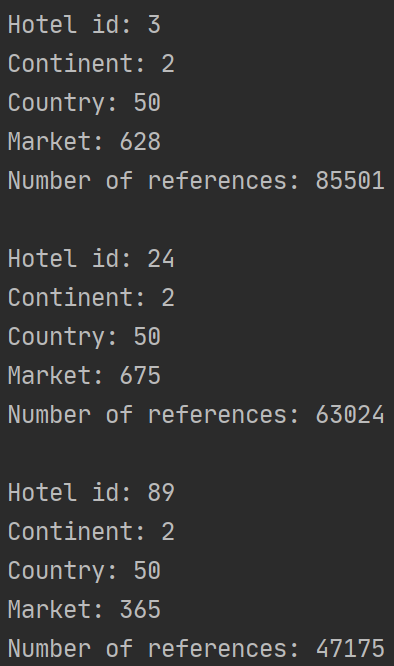 Hotel id: 3
Continent: 2
Country: 50
Market: 628
Number of references: 85501
Hotel id: 24
Continent: 2
Country: 50
Market: 675
Number of references: 63024
Hotel id: 89
Continent: 2
Country: 50
Market: 365
Number of references: 47175